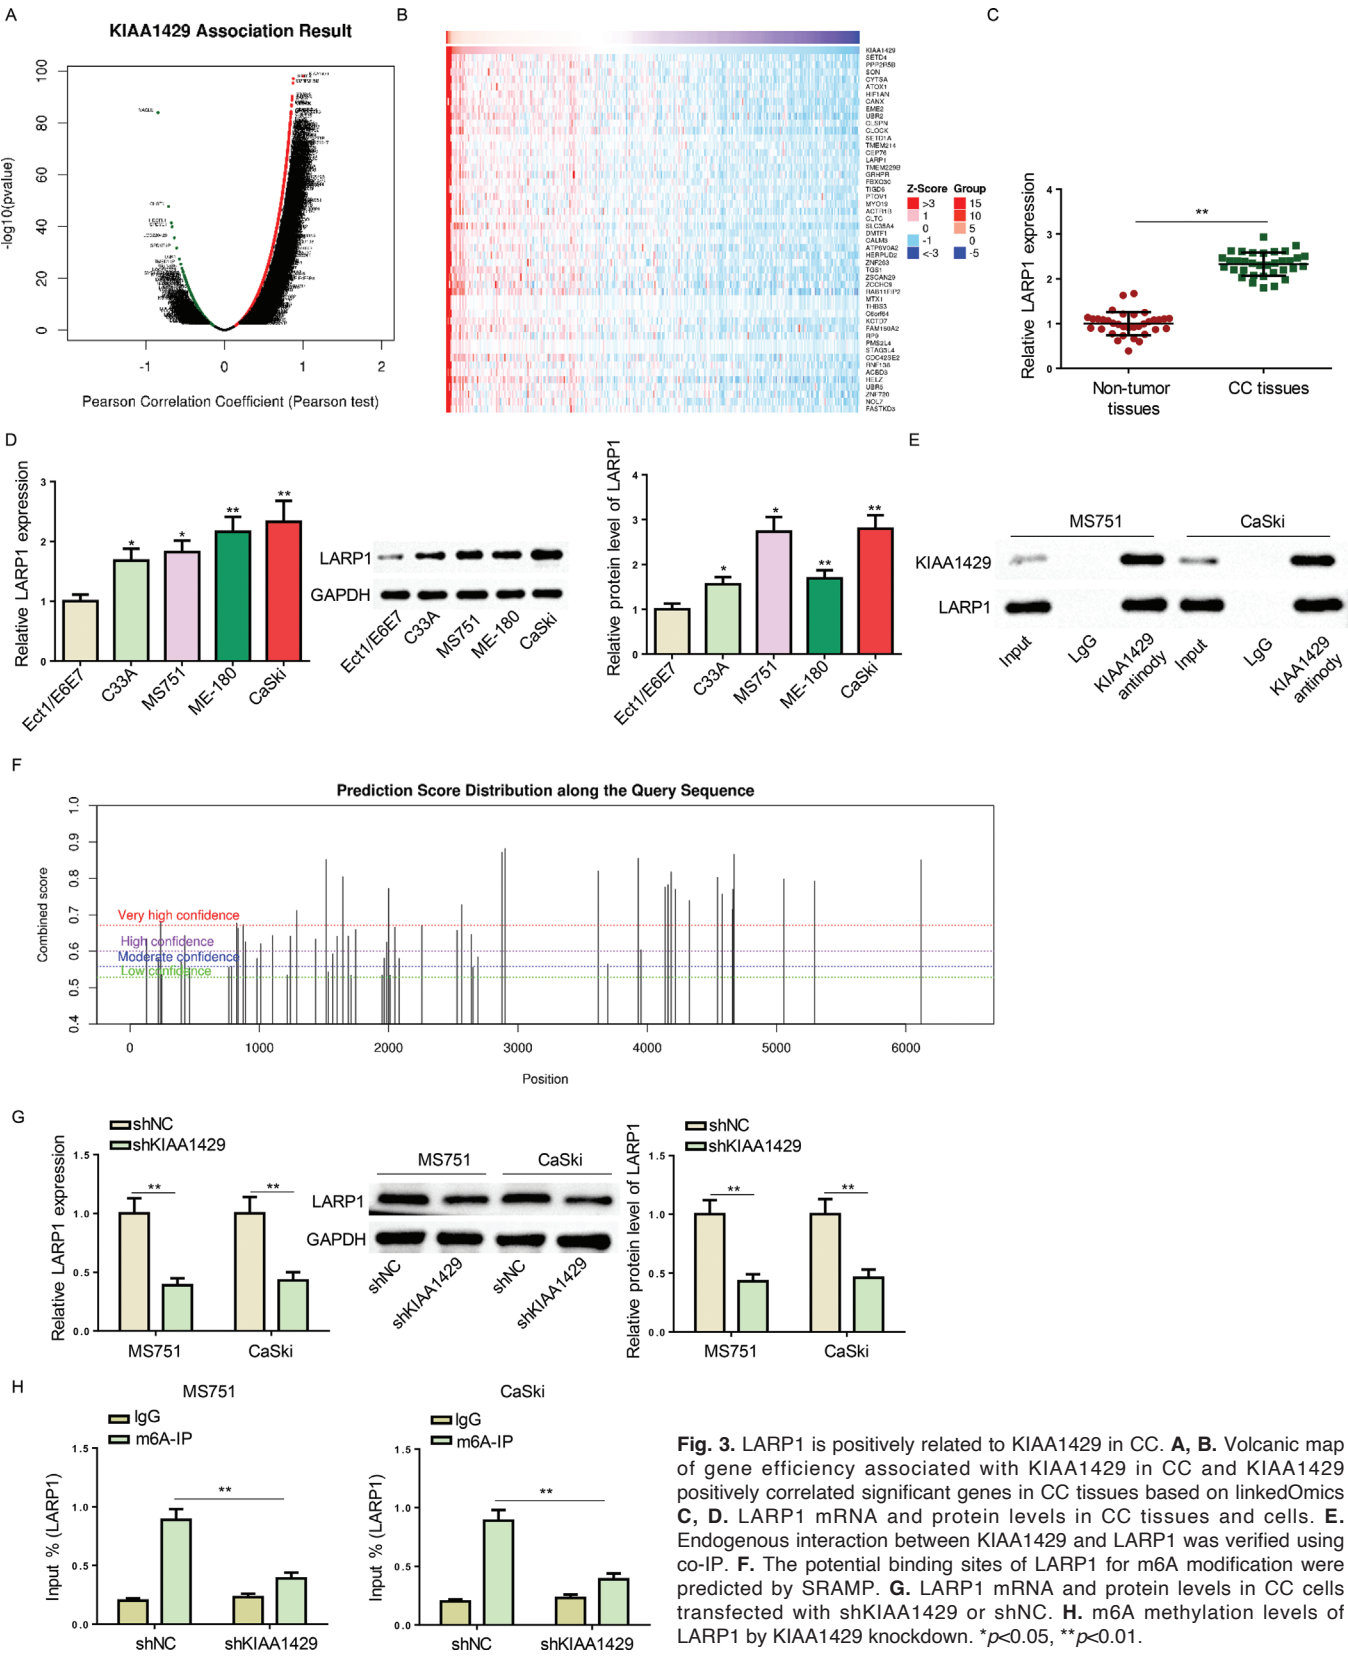 A
KIAA1429 Association Result
-log10(pvalue)
100
80
60
40
20
0
-1
0
1
2
Pearson Correlation Coefficient (Pearson test)
B
KIAA1429
SETD4
PPP2R5B
SON
CYTSA
ATOX1
HIF1AN
CANX
EME2
UBR2
CLSPN
CLOCK
SETD1A
TMEM214
CEP76
LARP1
TMEM229B
GRHPR
FBXO30
TIGD6
PTOV1
MYO19
ACTR1B
CLTC
SLC35A4
DMTF1
CALM3
ATP6V0A2
HERPUD2
ZNF263
TGS1
ZSCAN29
ZCCHC9
RAB11FIP2
MTX1
THBS3
C6orf64
KCTD7
FAM160A2
RP9
PMS2L4
STAG3L4
CDC42SE2
RNF138
ACBD3
HELZ
UBR5
ZNF720
NOL7
FASTKD3
Z-Score Group
>3 15
1 10
0 5
-1 0
<-3 -5
C
Relative LARP1 expression
4
3
2
1
0
**
Non-tumor
tissues
CC tissues
D
Relative LARP1 expression
3
2
1
0
*
*
**
**
Ect1/E6E7
C33A
MS751
ME-180
CaSki
LARP1
GAPDH
Ect1/E6E7
C33A
MS751
ME-180
CaSki
Relative protein level of LARP1
4
3
2
1
0
*
*
**
**
Ect1/E6E7
C33A
MS751
ME-180
CaSki
E
MS751
CaSki
KIAA1429
LARP1
Input
LgG
KIAA1429
antinody
Input
LgG
KIAA1429
antinody
F
Prediction Score Distribution along the Query Sequence
Combined score
1.0
0.9
0.8
0.7
0.6
0.5
0.4
Very high confidence
High confidence
Moderate confidence
Low confidence
0
1000
2000
3000
4000
5000
6000
Position
G
shNC
shKIAA1429
Relative LARP1 expression
1.5
1.0
0.5
0.0
**
**
MS751
CaSki
MS751
CaSki
LARP1
GAPDH
shNC
shKIAA1429
shNC
shKIAA1429
shNC
shKIAA1429
Relative protein level of LARP1
1.5
1.0
0.5
0.0
**
**
MS751
CaSki
H
MS751
IgG
m6A-IP
Input % (LARP1)
1.5
1.0
0.5
0.0
**
shNC
shKIAA1429
CaSki
IgG
m6A-IP
Input % (LARP1)
1.5
1.0
0.5
0.0
**
shNC
shKIAA1429
Fig. 3. LARP1 is positively related to KIAA1429 in CC. A, B. Volcanic map
of gene efficiency associated with KIAA1429 in CC and KIAA1429
positively correlated significant genes in CC tissues based on linkedOmics
C, D. LARP1 mRNA and protein levels in CC tissues and cells. E.
Endogenous interaction between KIAA1429 and LARP1 was verified using
co-IP. F. The potential binding sites of LARP1 for m6A modification were
predicted by SRAMP. G. LARP1 mRNA and protein levels in CC cells
transfected with shKIAA1429 or shNC. H. m6A methylation levels of
LARP1 by KIAA1429 knockdown. *p<0.05, **p<0.01.